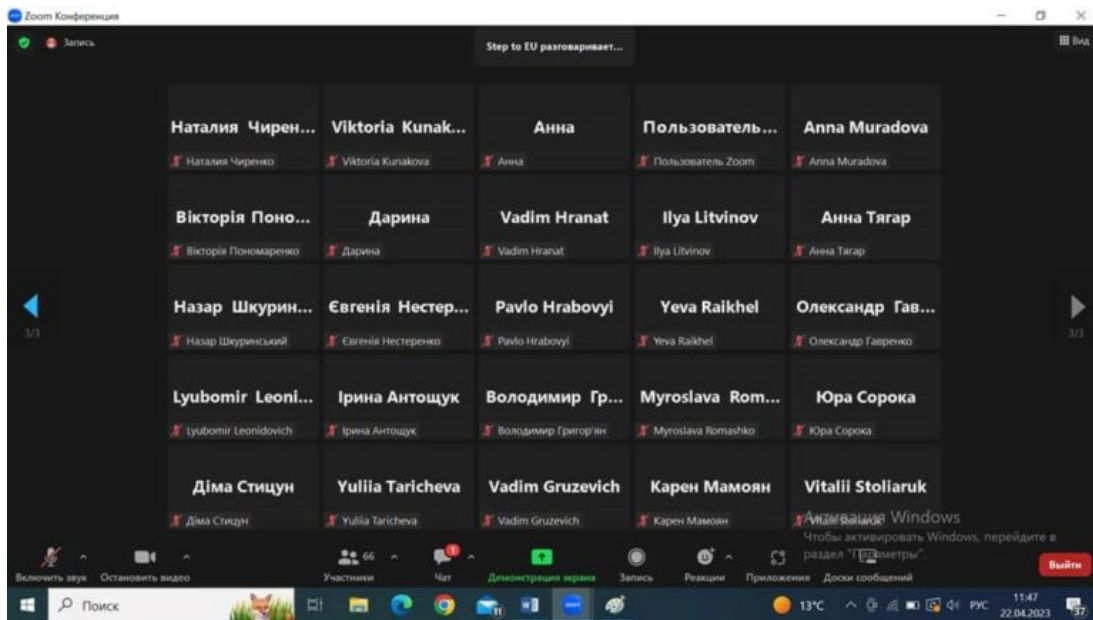 Zoom Конференция
Запись
Step to EU разговаривает...
Вид
Наталия Чирен... Viktoria Kunak... Анна Пользователь... Anna Muradova
Наталия Чиренко Viktoria Kunakova Анна Пользователь Zoom Anna Muradova
Вікторія Поно... Дарина Vadim Hranat Ilya Litvinov Анна Тягар
Вікторія Пономаренко Дарина Vadim Hranat Ilya Litvinov Анна Тягар
Назар Шкурин... Євгенія Нестер... Pavlo Hrabovyi Yeva Raikhel Олександр Гав...
3/3 3/3
Назар Шкуринський Євгенія Нестеренко Pavlo Hrabovyi Yeva Raikhel Олександр Гавренко
Lyubomir Leoni... Ірина Антощук Володимир Гр... Myroslava Rom... Юра Сорока
Lyubomir Leonidovich Ірина Антощук Володимир Григор'ян Myroslava Romashko Юра Сорока
Діма Стицун Yuliia Taricheva Vadim Gruzevich Карен Мамоян Vitalii Stoliaruk
Діма Стицун Yuliia Taricheva Vadim Gruzevich Карен Мамоян Vitalii Stoliaruk
Активация Windows
Чтобы активировать Windows, перейдите в
раздел "Параметры".
66 1
Включить звук Остановить видео Участники Чат Демонстрация экрана Запись Реакции Приложения Доски сообщений Выйти
Поиск 13°C РУС 11:47
22.04.2023 37